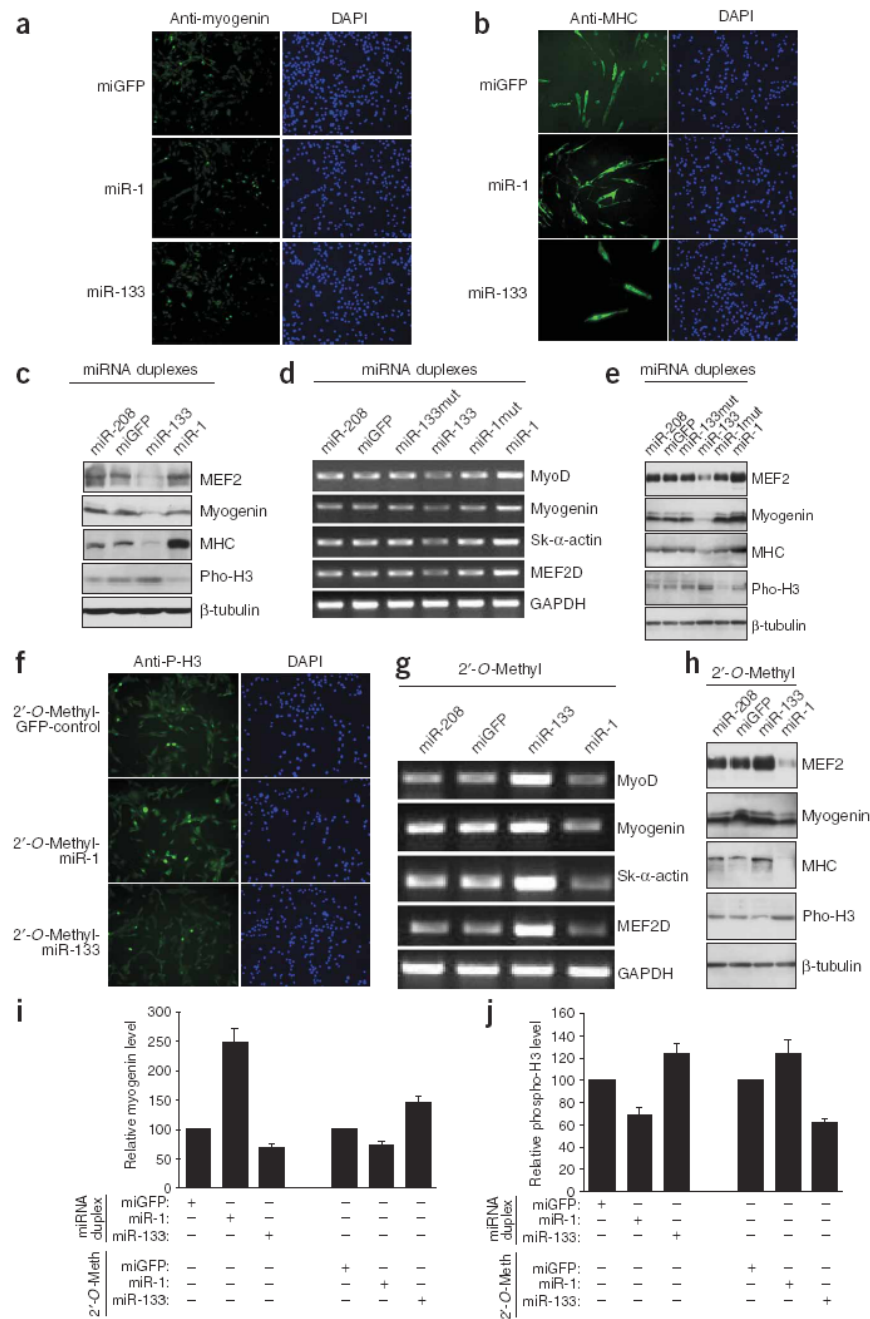 a
Anti-myogenin DAPI
miGFP
miR-1
miR-133
b
Anti-MHC DAPI
miGFP
miR-1
miR-133
c
miRNA duplexes
miR-208 miGFP miR-133 miR-1
MEF2
Myogenin
MHC
Pho-H3
β-tubulin
d
miRNA duplexes
miR-208 miGFP miR-133mut miR-133 miR-1mut miR-1
MyoD
Myogenin
Sk-α-actin
MEF2D
GAPDH
e
miRNA duplexes
miR-208 miGFP miR-133mut miR-133 miR-1mut miR-1
MEF2
Myogenin
MHC
Pho-H3
β-tubulin
f
Anti-P-H3 DAPI
2′-O-Methyl-
GFP-control
2′-O-Methyl-
miR-1
2′-O-Methyl-
miR-133
g
2′-O-Methyl
miR-208 miGFP miR-133 miR-1
MyoD
Myogenin
Sk-α-actin
MEF2D
GAPDH
h
2′-O-Methyl
miR-208 miGFP miR-133 miR-1
MEF2
Myogenin
MHC
Pho-H3
β-tubulin
i
Relative myogenin level
300
250
200
150
100
50
0
miRNA
duplex
miGFP: + – – – – –
miR-1: – + – – – –
miR-133: – – + – – –
2′-O-Meth
miGFP: – – – + – –
miR-1: – – – – + –
miR-133: – – – – – +
j
Relative phospho-H3 level
160
140
120
100
80
60
40
20
0
miRNA
duplex
miGFP: + – – – – –
miR-1: – + – – – –
miR-133: – – + – – –
2′-O-Meth
miGFP: – – – + – –
miR-1: – – – – + –
miR-133: – – – – – +